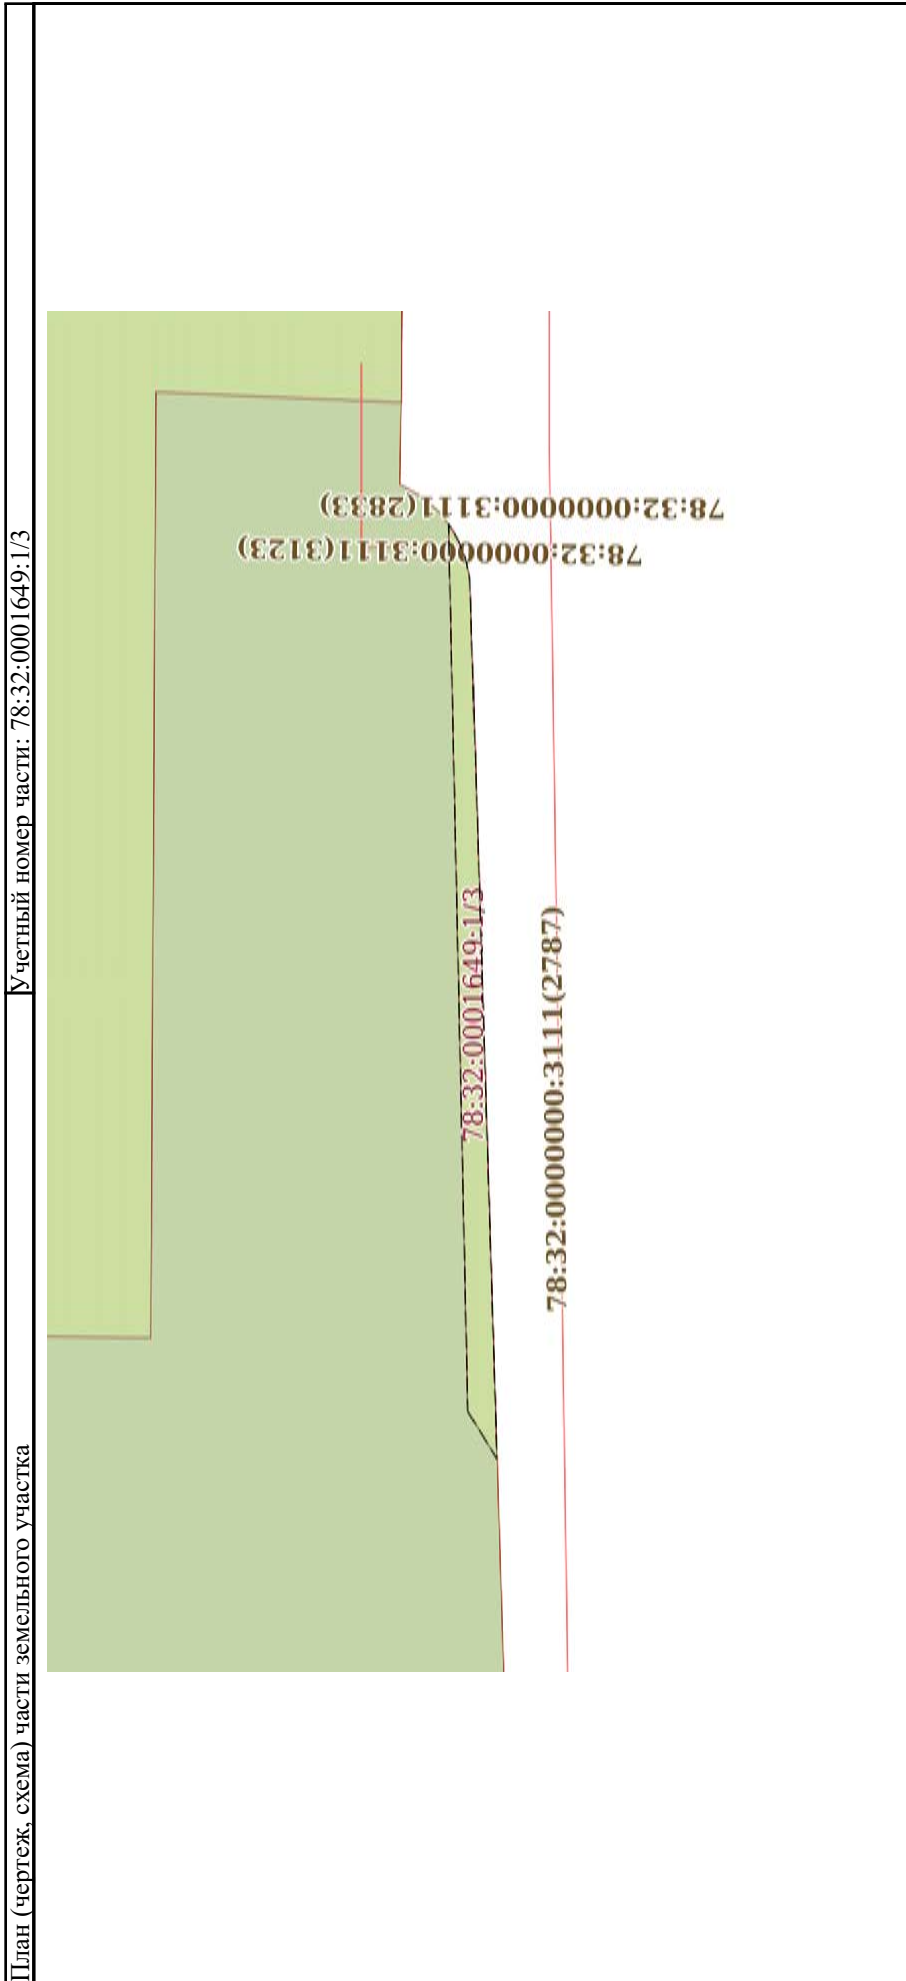 План (чертеж, схема) части земельного участка
Учетный номер части: 78:32:0001649:1/3
78:32:0000000:3111(2833)
78:32:0000000:3111(3123)
78:32:0001649:1/3
78:32:0000000:3111(2787)